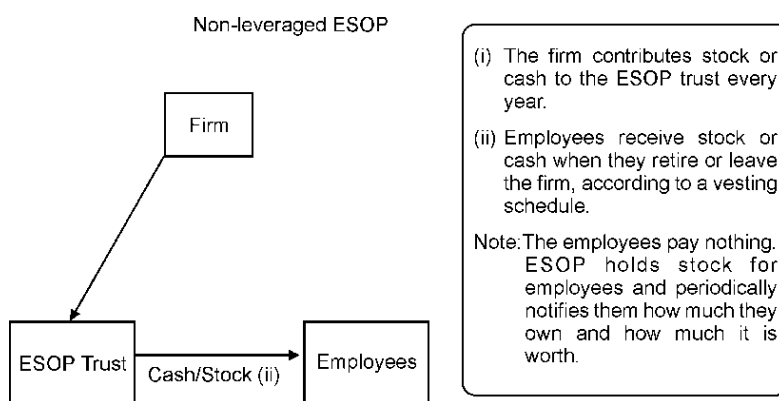 Non-leveraged ESOP
Firm
ESOP Trust
Cash/Stock (ii)
Employees
(i) The firm contributes stock or
cash to the ESOP trust every
year.
(ii) Employees receive stock or
cash when they retire or leave
the firm, according to a vesting
schedule.
Note:The employees pay nothing.
ESOP holds stock for
employees and periodically
notifies them how much they
own and how much it is
worth.